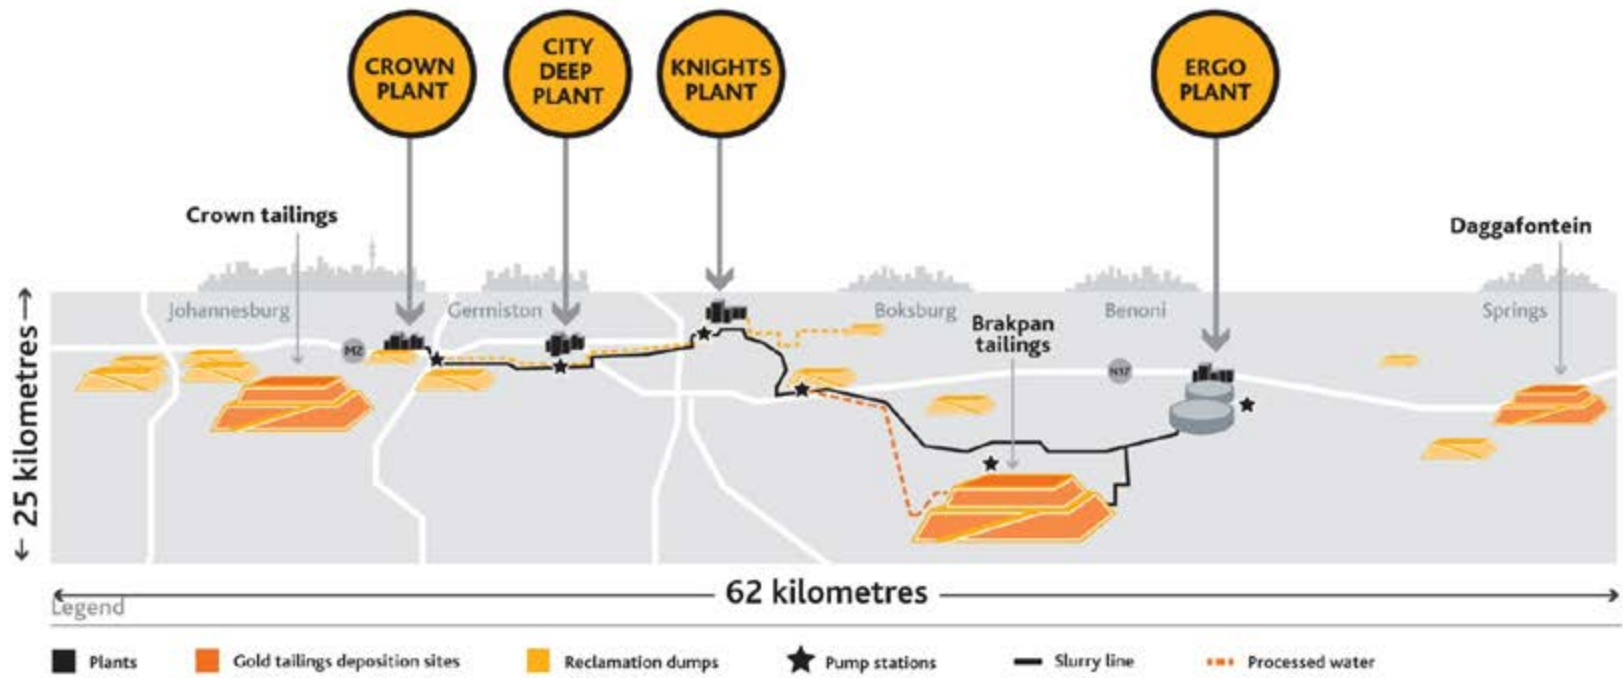 CROWN
PLANT
CITY
DEEP
PLANT
KNIGHTS
PLANT
ERGO
PLANT
Crown tailings
Daggafontein
Johannesburg
Germiston
Boksburg
Benoni
Springs
Brakpan
tailings
M2
N17
25 kilometres
62 kilometres
Legend
Plants
Gold tailings deposition sites
Reclamation dumps
Pump stations
Slurry line
Processed water